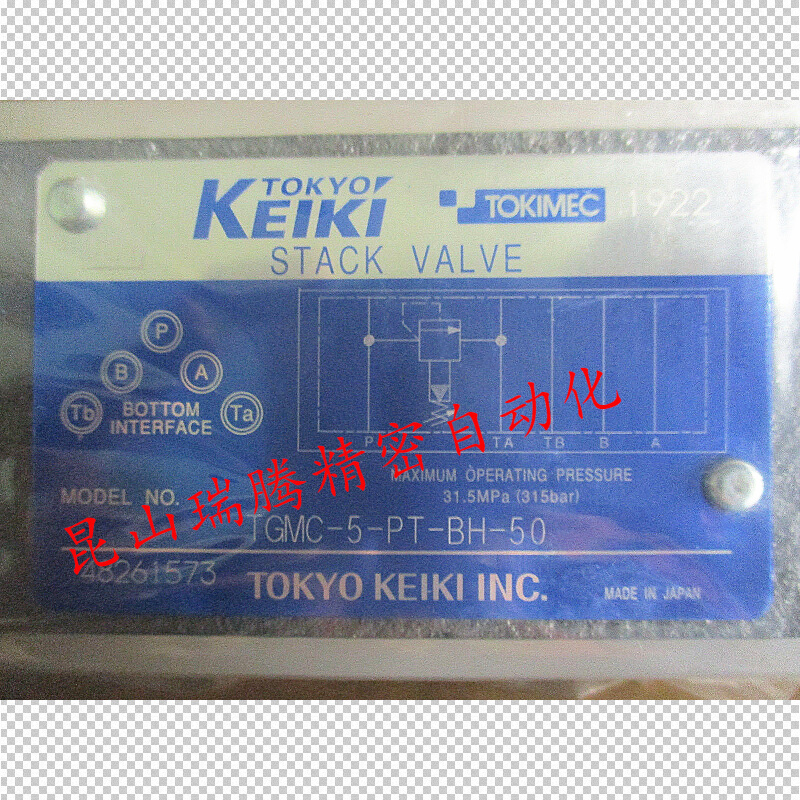 TOKYO
KEIKI
TOKIMEC 1922
STACK VALVE
P
B A
Tb BOTTOM INTERFACE Ta
P TA TB B A
MAXIMUM OPERATING PRESSURE
31.5MPa (315bar)
MODEL NO.
TGMC-5-PT-BH-50
48261573
TOKYO KEIKI INC.
MADE IN JAPAN
昆山瑞腾精密自动化